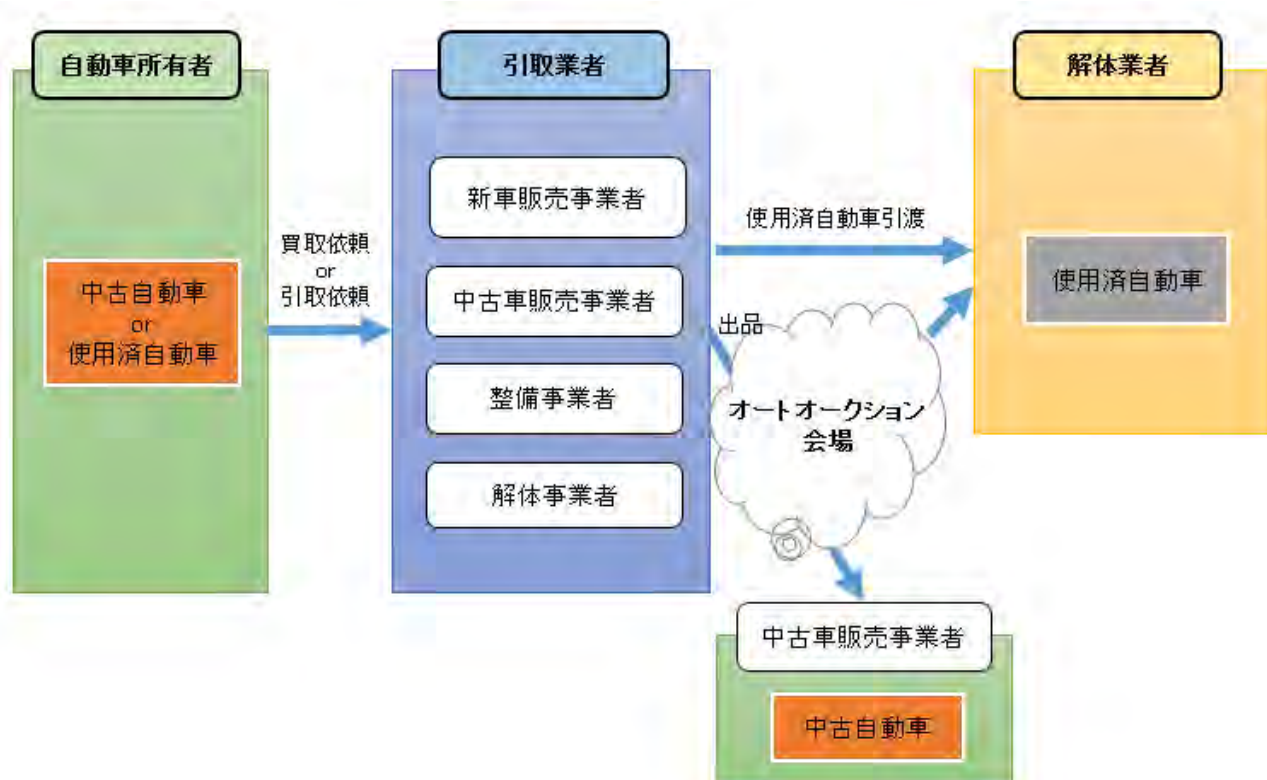 自動車所有者
中古自動車
or
使用済自動車
買取依頼
or
引取依頼
引取業者
新車販売事業者
中古車販売事業者
整備事業者
解体事業者
使用済自動車引渡
出品
オートオークション
会場
解体業者
使用済自動車
中古車販売事業者
中古自動車